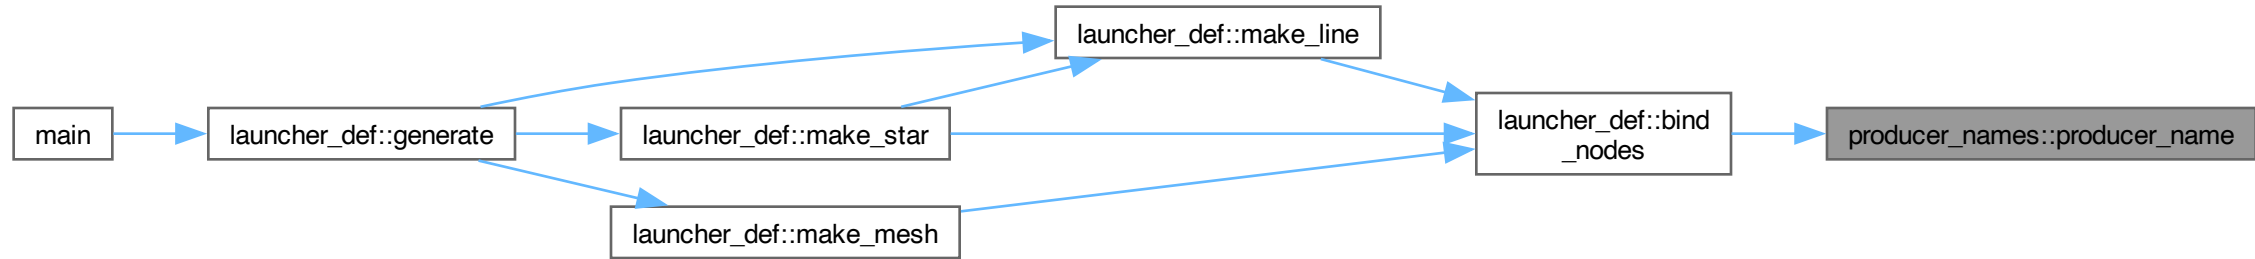 main
launcher_def::generate
launcher_def::make_line
launcher_def::make_star
launcher_def::make_mesh
launcher_def::bind
_nodes
producer_names::producer_name